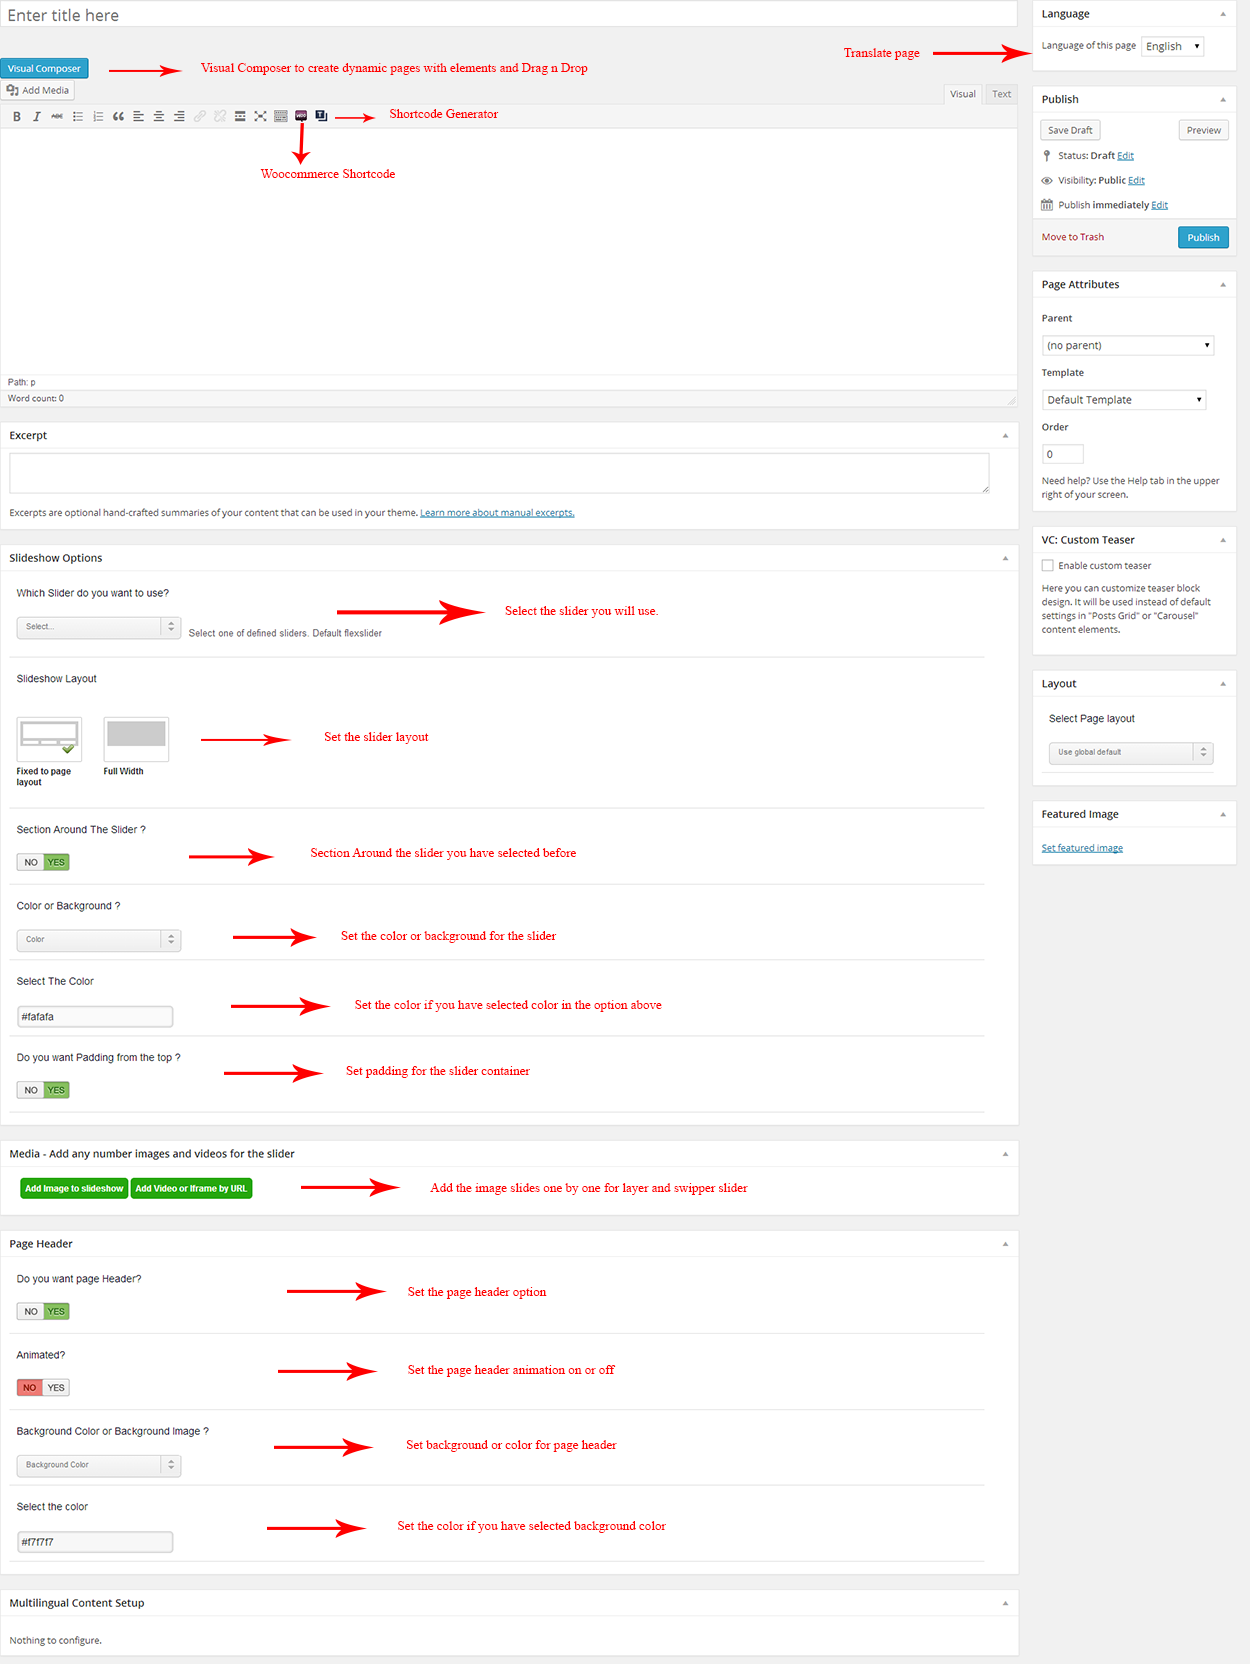 Enter title here
Visual Composer
Visual Composer to create dynamic pages with elements and Drag n Drop
Add Media
Visual
Text
B I ABC
Shortcode Generator
Woocommerce Shortcode
Path: p
Word count: 0
Excerpt
Excerpts are optional hand-crafted summaries of your content that can be used in your theme. Learn more about manual excerpts.
Slideshow Options
Which Slider do you want to use?
Select...
Select one of defined sliders. Default flexslider
Select the slider you will use.
Slideshow Layout
Fixed to page
layout
Full Width
Set the slider layout
Section Around The Slider ?
NO YES
Section Around the slider you have selected before
Color or Background ?
Color
Set the color or background for the slider
Select The Color
#fafafa
Set the color if you have selected color in the option above
Do you want Padding from the top ?
NO YES
Set padding for the slider container
Media - Add any number images and videos for the slider
Add Image to slideshow
Add Video or Iframe by URL
Add the image slides one by one for layer and swipper slider
Page Header
Do you want page Header?
NO YES
Set the page header option
Animated?
NO YES
Set the page header animation on or off
Background Color or Background Image ?
Background Color
Set background or color for page header
Select the color
#f7f7f7
Set the color if you have selected background color
Multilingual Content Setup
Nothing to configure.
Translate page
Language
Language of this page English
Publish
Save Draft
Preview
Status: Draft Edit
Visibility: Public Edit
Publish immediately Edit
Move to Trash
Publish
Page Attributes
Parent
(no parent)
Template
Default Template
Order
0
Need help? Use the Help tab in the upper
right of your screen.
VC: Custom Teaser
Enable custom teaser
Here you can customize teaser block
design. It will be used instead of default
settings in "Posts Grid" or "Carousel"
content elements.
Layout
Select Page layout
Use global default
Featured Image
Set featured image